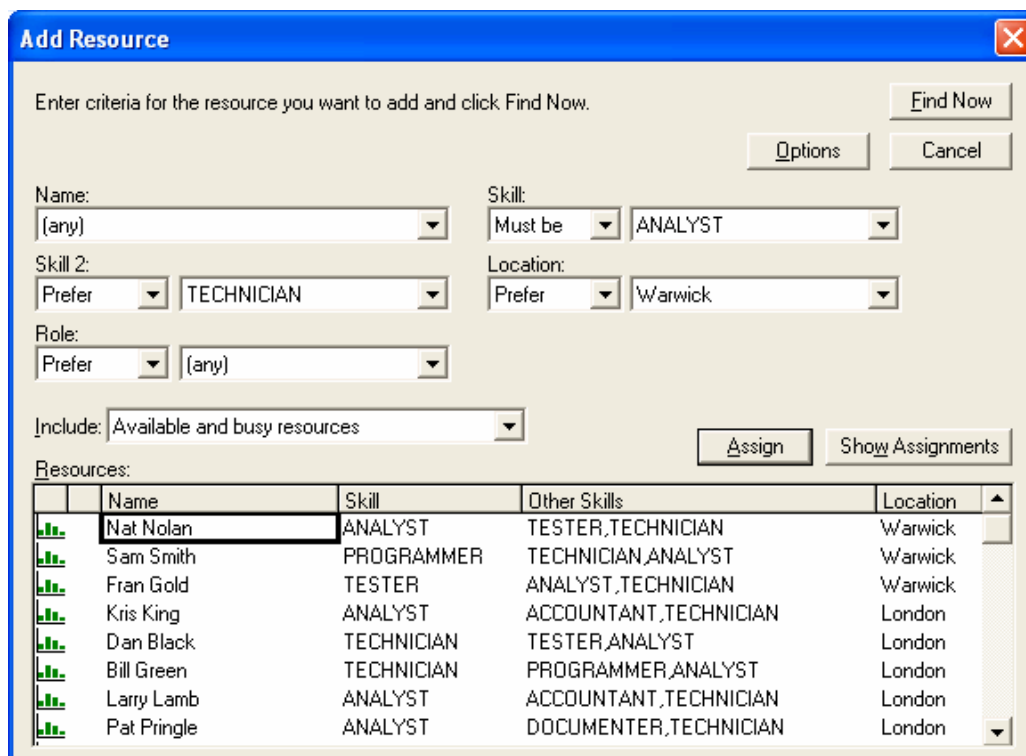 Add Resource
Enter criteria for the resource you want to add and click Find Now.
Find Now
Options
Cancel
Name:
(any)
Skill:
Must be ANALYST
Skill 2:
Prefer TECHNICIAN
Location:
Prefer Warwick
Role:
Prefer (any)
Include: Available and busy resources
Assign
Show Assignments
Resources:
Name Skill Other Skills Location
Nat Nolan ANALYST TESTER,TECHNICIAN Warwick
Sam Smith PROGRAMMER TECHNICIAN,ANALYST Warwick
Fran Gold TESTER ANALYST,TECHNICIAN Warwick
Kris King ANALYST ACCOUNTANT,TECHNICIAN London
Dan Black TECHNICIAN TESTER,ANALYST London
Bill Green TECHNICIAN PROGRAMMER,ANALYST London
Larry Lamb ANALYST ACCOUNTANT,TECHNICIAN London
Pat Pringle ANALYST DOCUMENTER,TECHNICIAN London